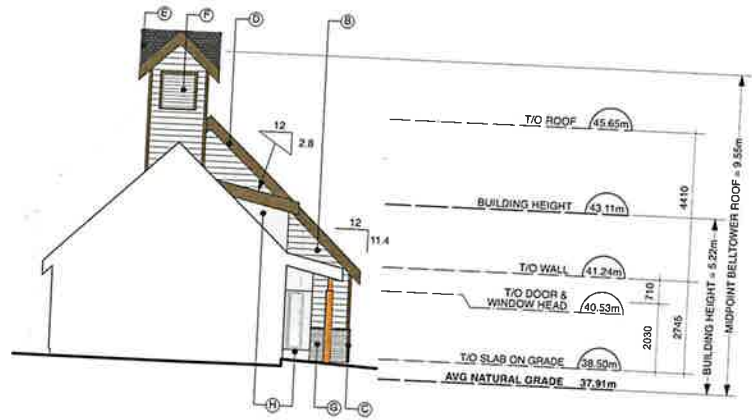 E F D B
12
2.8
12
11.4
T/O ROOF 45.65m
BUILDING HEIGHT 43.11m
T/O WALL 41.24m
T/O DOOR &
WINDOW HEAD 40.53m
T/O SLAB ON GRADE 38.50m
AVG NATURAL GRADE 37.91m
4410
710
2030
2745
BUILDING HEIGHT = 5.22m
MIDPOINT BELLTOWER ROOF = 9.55m
H G C